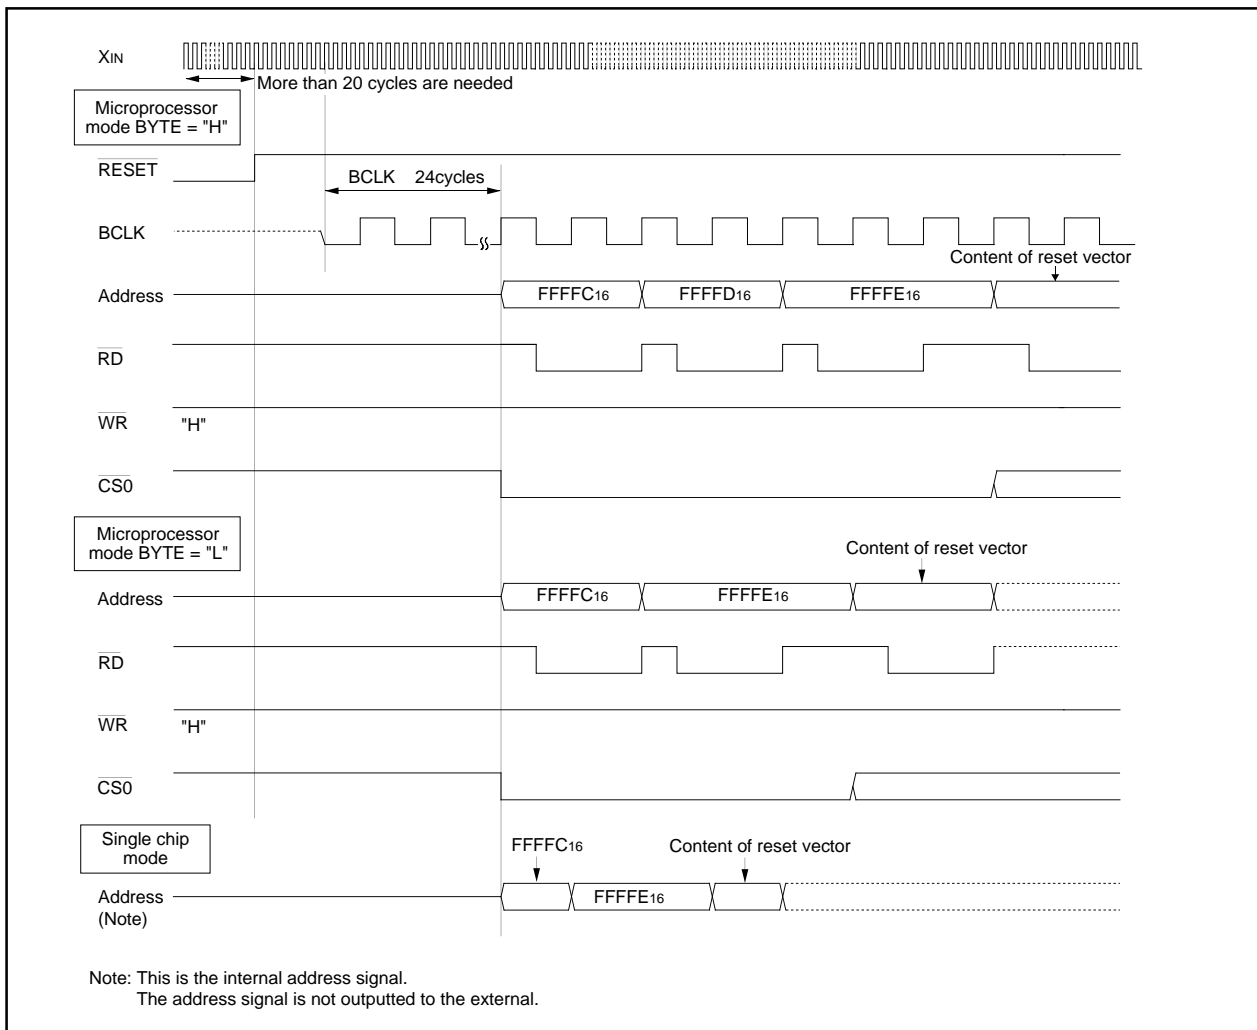 XIN
More than 20 cycles are needed
Microprocessor
mode BYTE = "H"
RESET
BCLK 24cycles
BCLK
Content of reset vector
Address FFFFC16 FFFFD16 FFFFE16
RD
WR "H"
CS0
Microprocessor
mode BYTE = "L"
Content of reset vector
Address FFFFC16 FFFFE16
RD
WR "H"
CS0
Single chip
mode
FFFFC16 Content of reset vector
Address FFFFE16
(Note)
Note: This is the internal address signal.
The address signal is not outputted to the external.